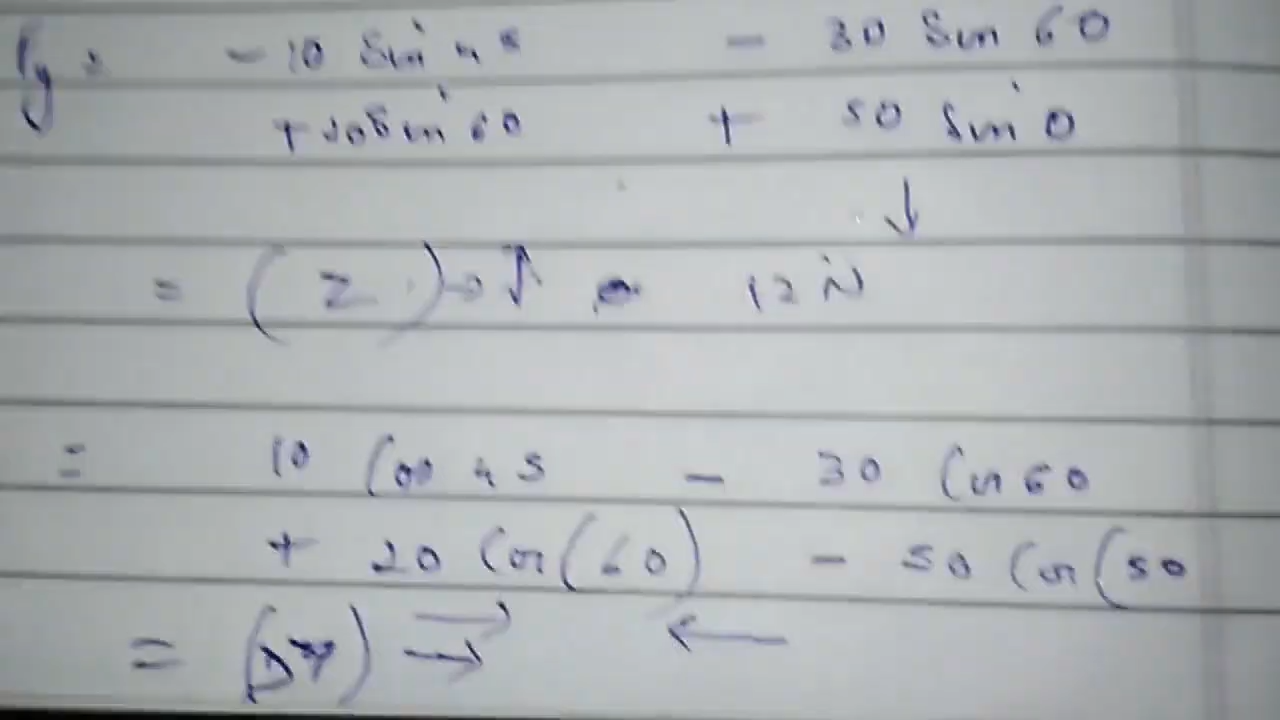 Fy = - 10 Sin 45 - 30 Sin 60
+ 20 Sin 60 + 50 Sin 0
↓
= ( 2 ) → ↑ 12 N
= 10 Cos 45 - 30 Cos 60
+ 20 Cos (60) - 50 Cos (50
= ( ) → → ←